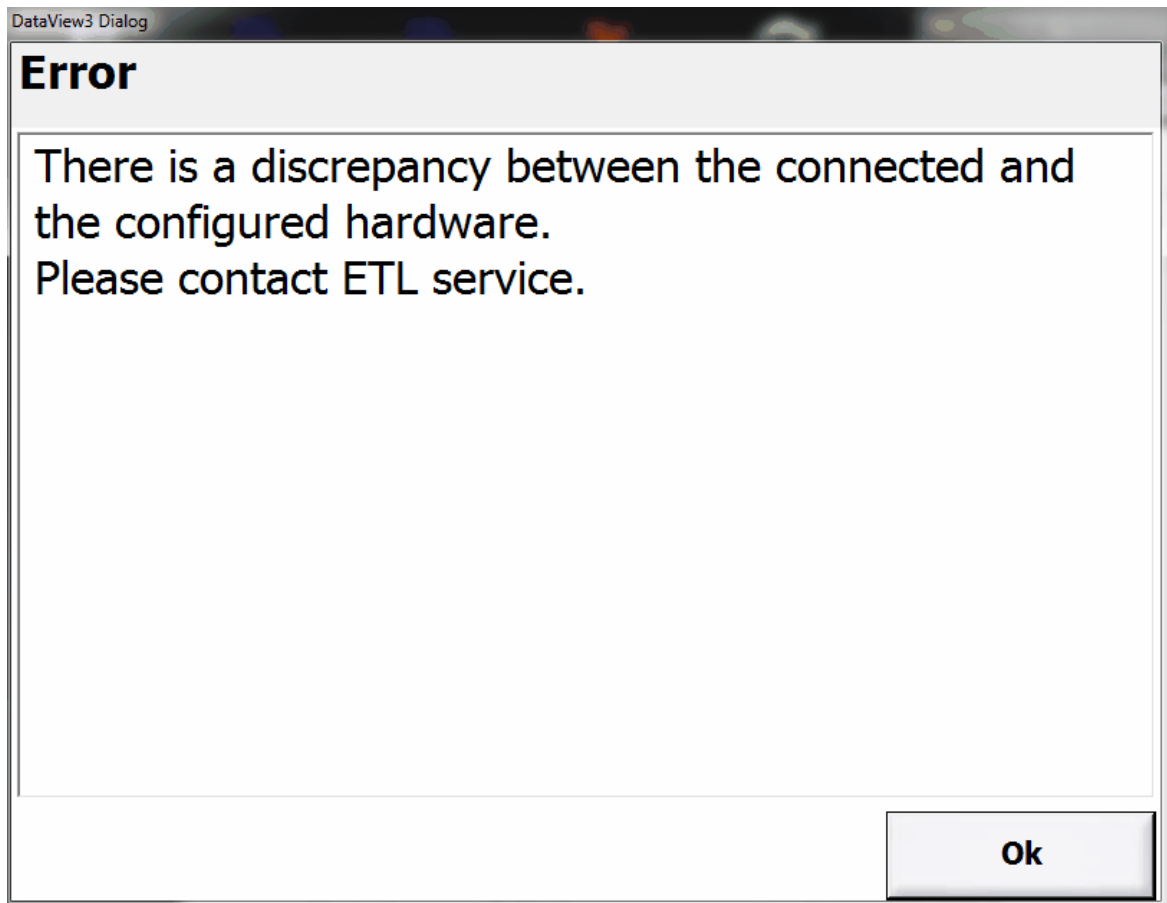 DataView3 Dialog
Error
There is a discrepancy between the connected and
the configured hardware.
Please contact ETL service.
Ok